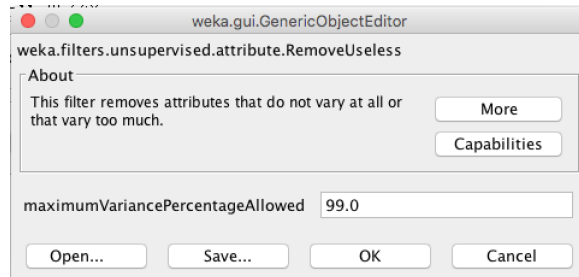 weka.gui.GenericObjectEditor
weka.filters.unsupervised.attribute.RemoveUseless
About
This filter removes attributes that do not vary at all or
that vary too much.
More
Capabilities
maximumVariancePercentageAllowed 99.0
Open... Save... OK Cancel